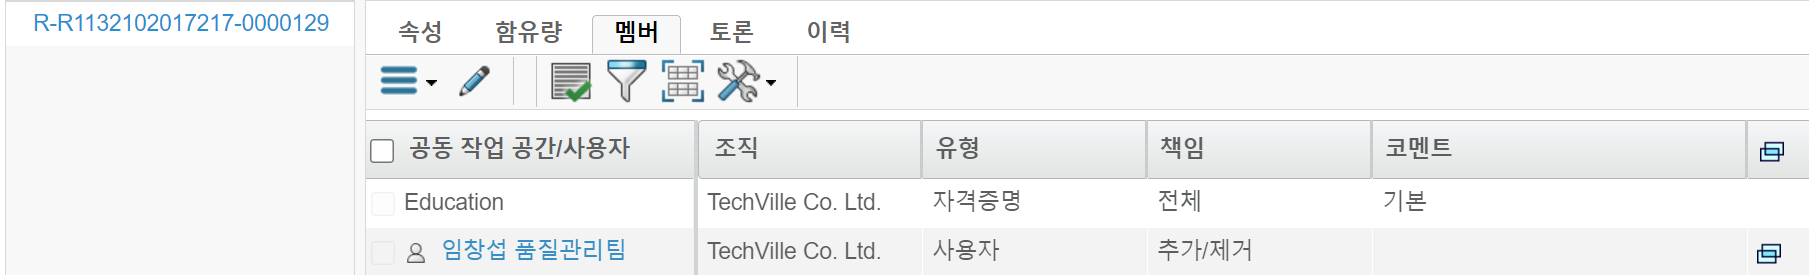 R-R1132102017217-0000129
속성 함유량 멤버 토론 이력
공동 작업 공간/사용자 조직 유형 책임 코멘트
Education TechVille Co. Ltd. 자격증명 전체 기본
임창섭 품질관리팀 TechVille Co. Ltd. 사용자 추가/제거